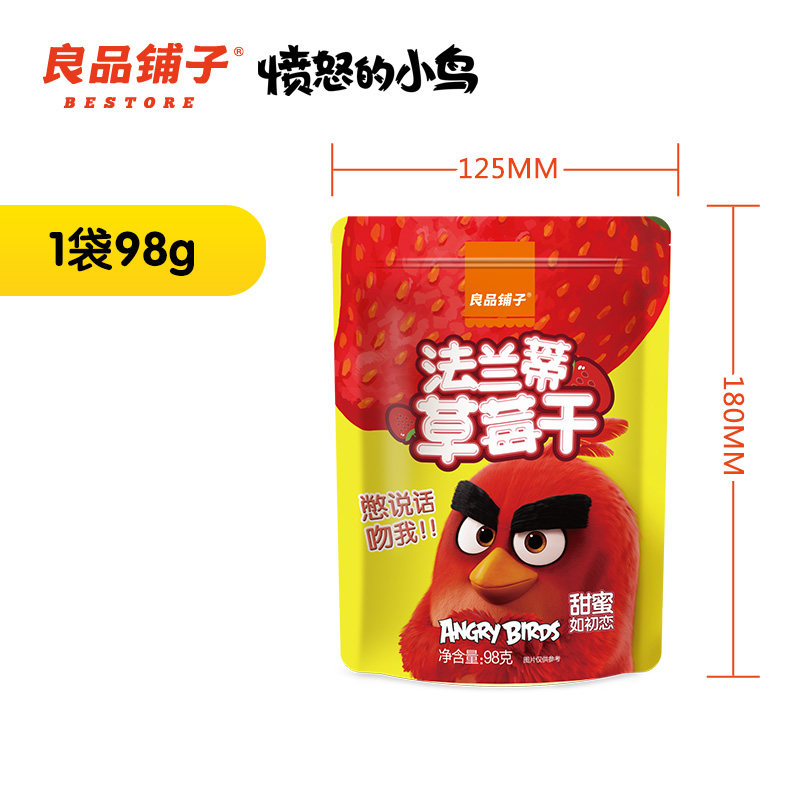 良品铺子®
BESTORE
愤怒的小鸟
125MM
1袋98g
180MM
良品铺子®
法兰蒂
草莓干
憋说话
吻我!!
甜蜜
如初恋
ANGRY BIRDS
净含量:98克
图片仅供参考